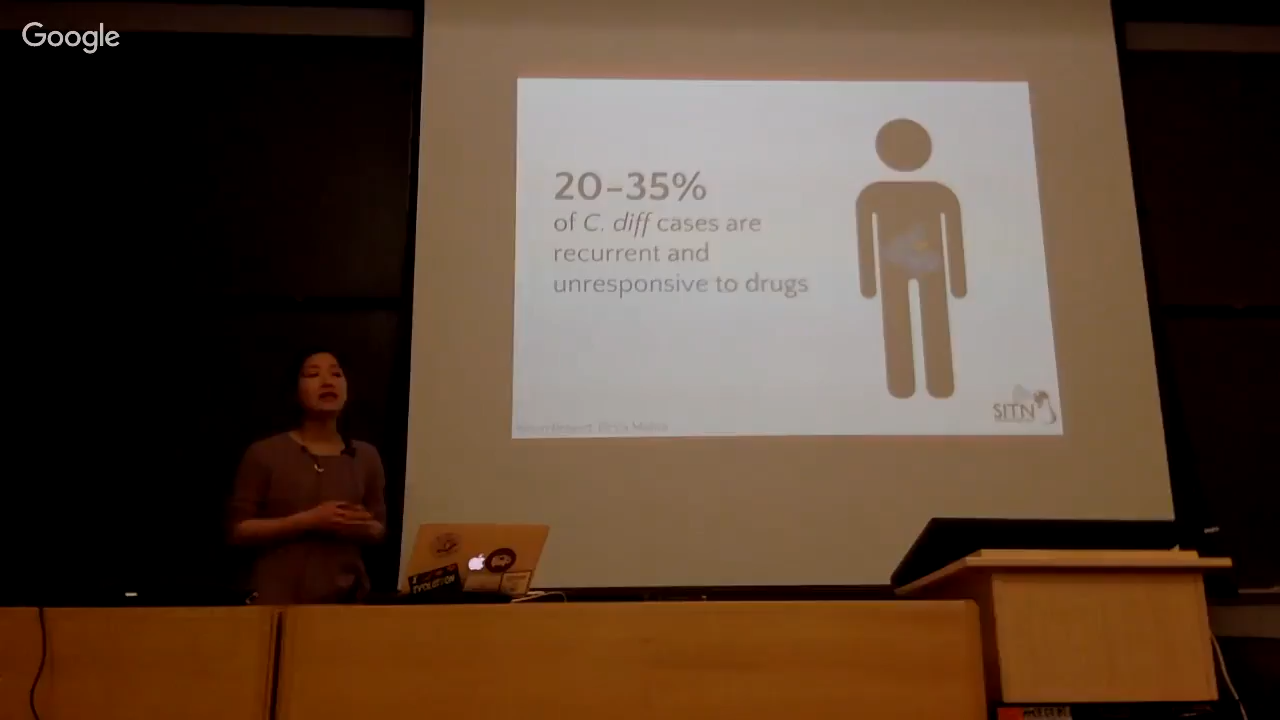 Google
20-35%
of C. diff cases are
recurrent and
unresponsive to drugs
SITN